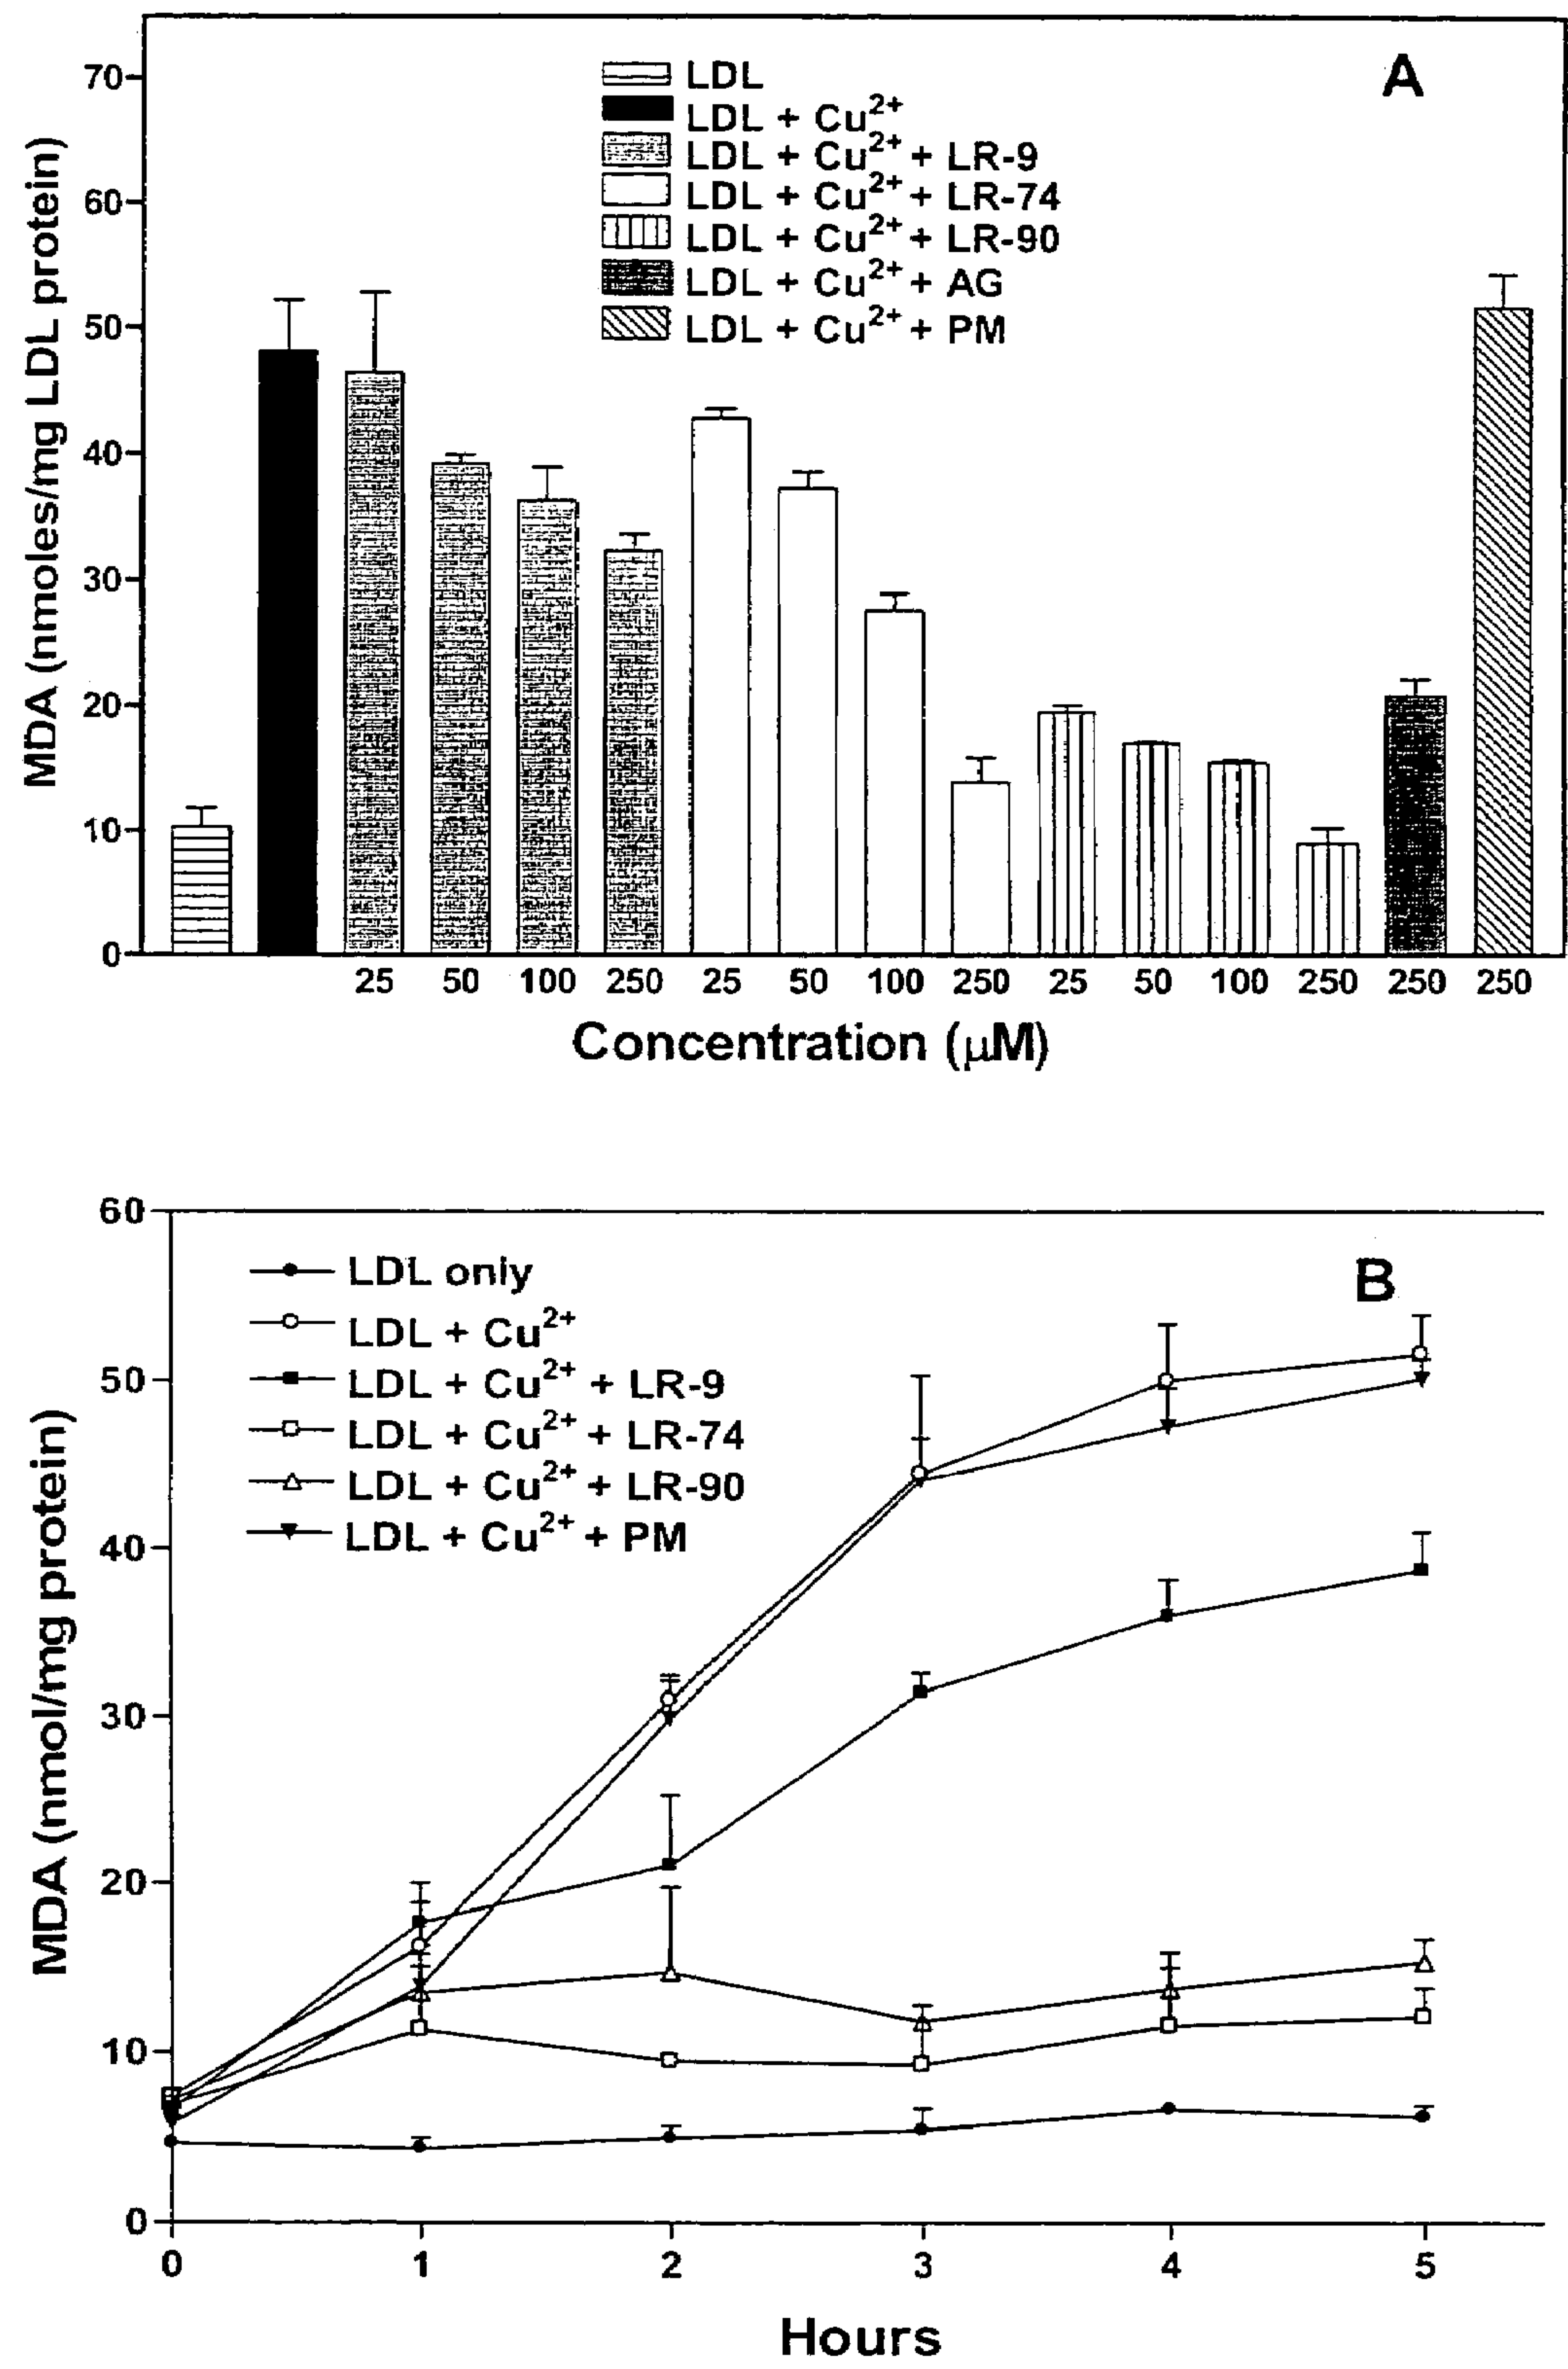 A
70
60
50
40
30
20
10
0
MDA (nmoles/mg LDL protein)
LDL
LDL + Cu²⁺
LDL + Cu²⁺ + LR-9
LDL + Cu²⁺ + LR-74
LDL + Cu²⁺ + LR-90
LDL + Cu²⁺ + AG
LDL + Cu²⁺ + PM
25 50 100 250 25 50 100 250 25 50 100 250 250 250
Concentration (μM)
B
60
50
40
30
20
10
0
MDA (nmol/mg protein)
LDL only
LDL + Cu²⁺
LDL + Cu²⁺ + LR-9
LDL + Cu²⁺ + LR-74
LDL + Cu²⁺ + LR-90
LDL + Cu²⁺ + PM
0 1 2 3 4 5
Hours